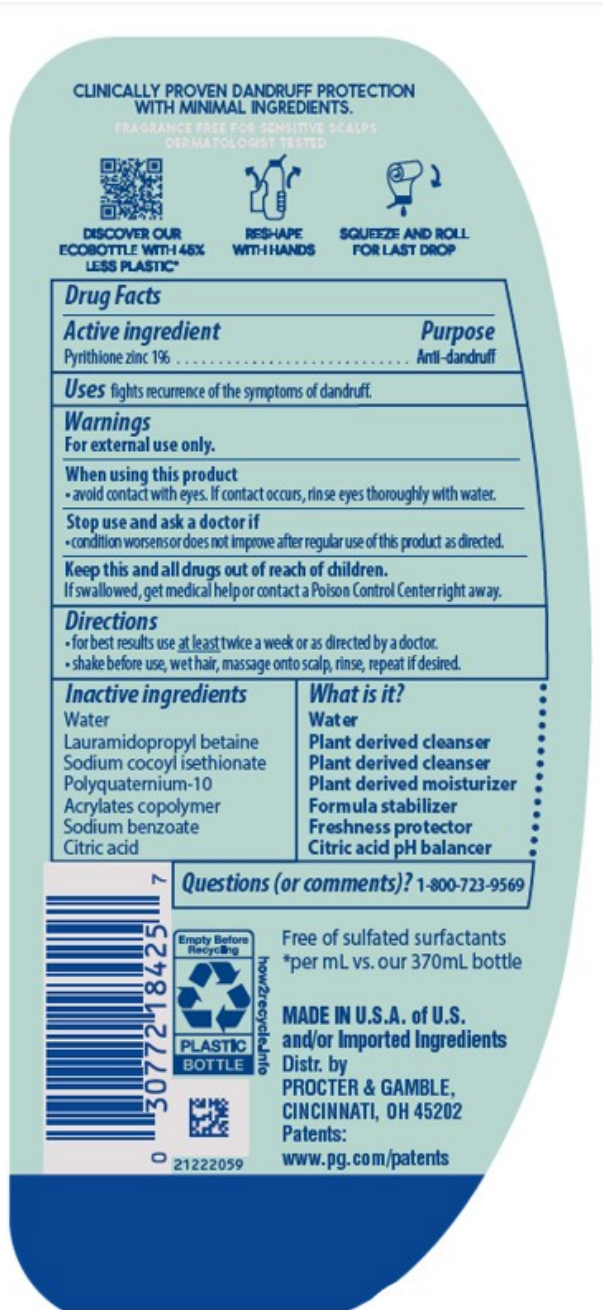 CLINICALLY PROVEN DANDRUFF PROTECTION
WITH MINIMAL INGREDIENTS.
FRAGRANCE FREE FOR SENSITIVE SCALPS
DERMATOLOGIST TESTED
DISCOVER OUR
ECOBOTTLE WITH 45%
LESS PLASTIC*
RESHAPE
WITH HANDS
SQUEEZE AND ROLL
FOR LAST DROP
Drug Facts
Active ingredient Purpose
Pyrithione zinc 1% . . . . . . . . . . . . . . . . . . . . . . . . . . . . Anti-dandruff
Uses fights recurrence of the symptoms of dandruff.
Warnings
For external use only.
When using this product
• avoid contact with eyes. If contact occurs, rinse eyes thoroughly with water.
Stop use and ask a doctor if
• condition worsens or does not improve after regular use of this product as directed.
Keep this and all drugs out of reach of children.
If swallowed, get medical help or contact a Poison Control Center right away.
Directions
• for best results use at least twice a week or as directed by a doctor.
• shake before use, wet hair, massage onto scalp, rinse, repeat if desired.
Inactive ingredients What is it?
Water Water
Lauramidopropyl betaine Plant derived cleanser
Sodium cocoyl isethionate Plant derived cleanser
Polyquaternium-10 Plant derived moisturizer
Acrylates copolymer Formula stabilizer
Sodium benzoate Freshness protector
Citric acid Citric acid pH balancer
Questions (or comments)? 1-800-723-9569
0 30772 18425 7
Empty Before
Recycling
PLASTIC
BOTTLE
how2recycle.info
21222059
Free of sulfated surfactants
*per mL vs. our 370mL bottle
MADE IN U.S.A. of U.S.
and/or Imported Ingredients
Distr. by
PROCTER & GAMBLE,
CINCINNATI, OH 45202
Patents:
www.pg.com/patents